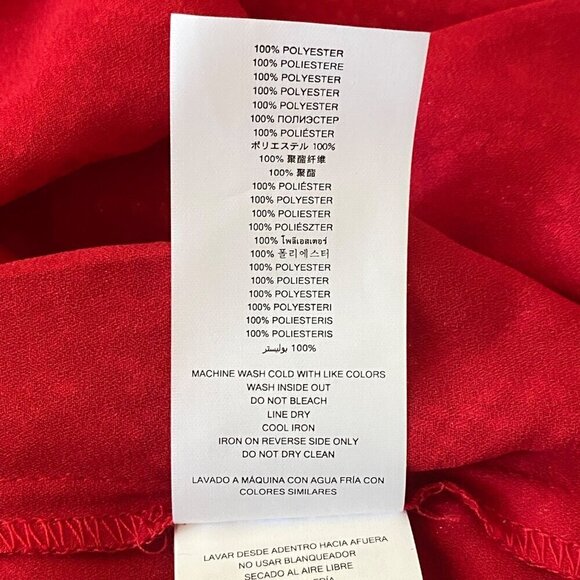 100% POLYESTER
100% POLIESTERE
100% POLYESTER
100% POLYESTER
100% POLYESTER
100% ПОЛИЭСТЕР
100% POLIÉSTER
ポリエステル 100%
100% 聚酯纤维
100% 聚酯
100% POLIÉSTER
100% POLYESTER
100% POLIESTER
100% POLIÉSZTER
100% โพลีเอสเตอร์
100% 폴리에스터
100% POLYESTER
100% POLIESTER
100% POLYESTER
100% POLYESTERI
100% POLIESTERIS
100% POLIESTERIS
100% بوليستر
MACHINE WASH COLD WITH LIKE COLORS
WASH INSIDE OUT
DO NOT BLEACH
LINE DRY
COOL IRON
IRON ON REVERSE SIDE ONLY
DO NOT DRY CLEAN
LAVADO A MÁQUINA CON AGUA FRÍA CON
COLORES SIMILARES
LAVAR DESDE ADENTRO HACIA AFUERA
NO USAR BLANQUEADOR
SECADO AL AIRE LIBRE